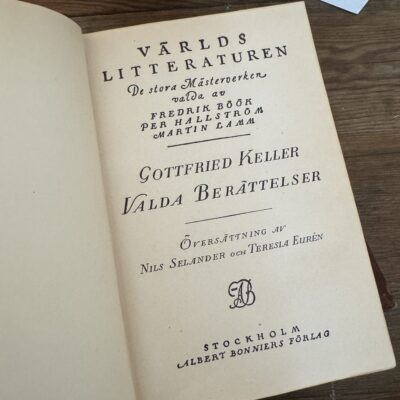 VÄRLDS
LITTERATUREN
De stora Mästerverken
valda av
FREDRIK BÖÖK
PER HALLSTRÖM
MARTIN LAMM
GOTTFRIED KELLER
VALDA BERÄTTELSER
ÖVERSÄTTNING AV
NILS SELANDER OCH TERESIA EURÉN
AB
STOCKHOLM
ALBERT BONNIERS FÖRLAG